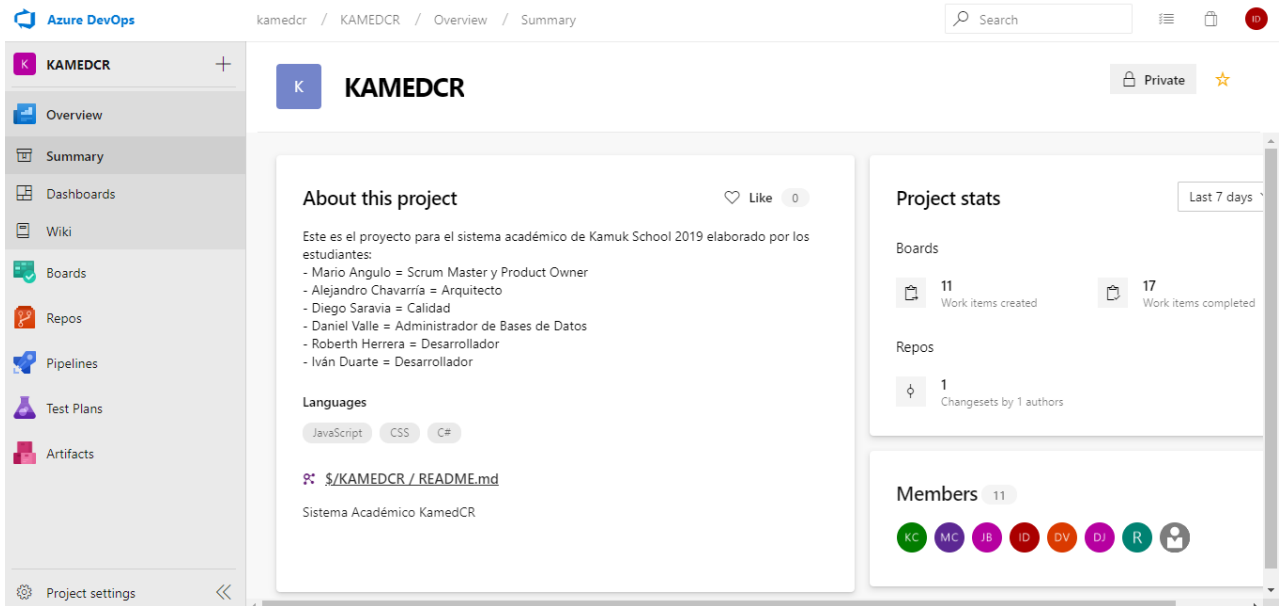 Azure DevOps
kamedcr / KAMEDCR / Overview / Summary
Search
ID
K KAMEDCR
Overview
Summary
Dashboards
Wiki
Boards
Repos
Pipelines
Test Plans
Artifacts
Project settings
K KAMEDCR
Private
About this project
Like 0
Este es el proyecto para el sistema académico de Kamuk School 2019 elaborado por los
estudiantes:
- Mario Angulo = Scrum Master y Product Owner
- Alejandro Chavarría = Arquitecto
- Diego Saravia = Calidad
- Daniel Valle = Administrador de Bases de Datos
- Roberth Herrera = Desarrollador
- Iván Duarte = Desarrollador
Languages
JavaScript CSS C#
$/KAMEDCR / README.md
Sistema Académico KamedCR
Project stats
Last 7 days
Boards
11
Work items created
17
Work items completed
Repos
1
Changesets by 1 authors
Members 11
KC MC JB ID DV DJ R